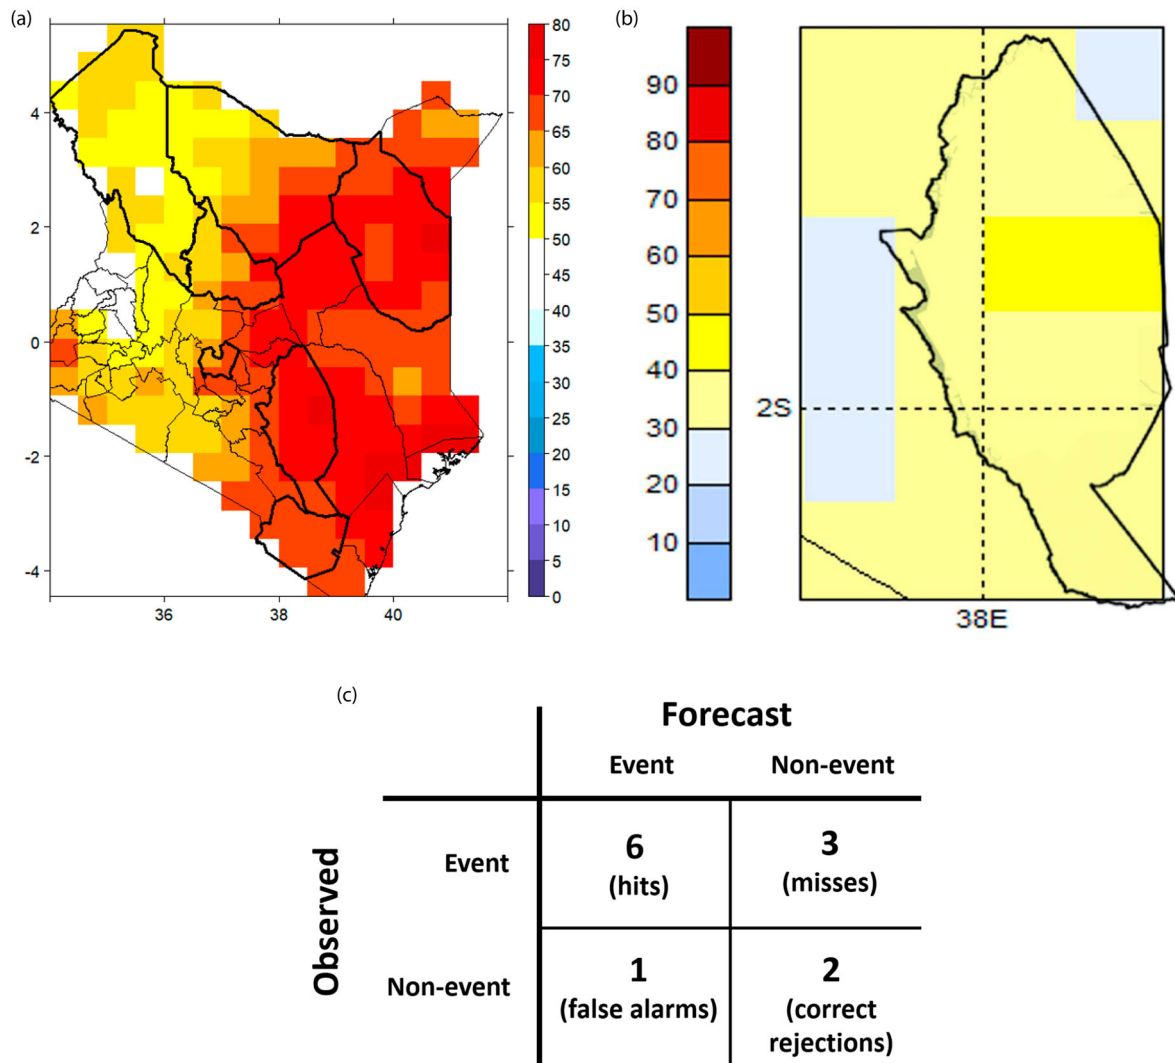 (a)
4
2
0
-2
-4
36
38
40
80
75
70
65
60
55
50
45
40
35
30
25
20
15
10
5
0
(b)
90
80
70
60
50
40
30
20
10
2S
38E
(c)
Forecast
Event Non-event
Observed
Event
6
(hits)
3
(misses)
Non-event
1
(false alarms)
2
(correct
rejections)